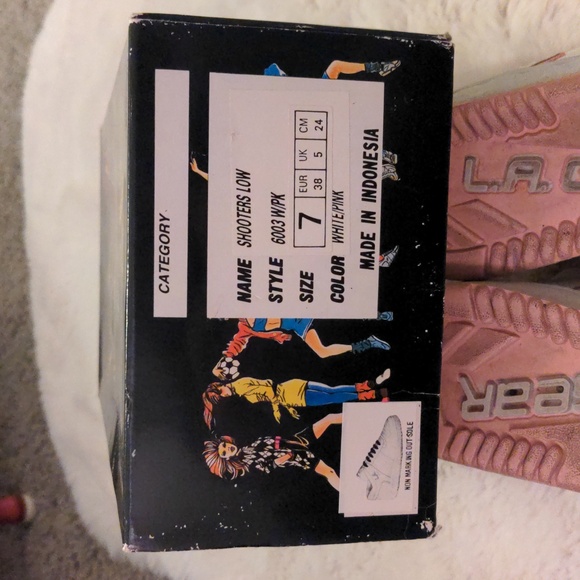 CATEGORY
NAME SHOOTERS LOW
STYLE 6003 W/PK
SIZE 7
EUR UK CM
38 5 24
COLOR WHITE/PINK
MADE IN INDONESIA
NON MARKING OUT-SOLE
L.A. G
Gear